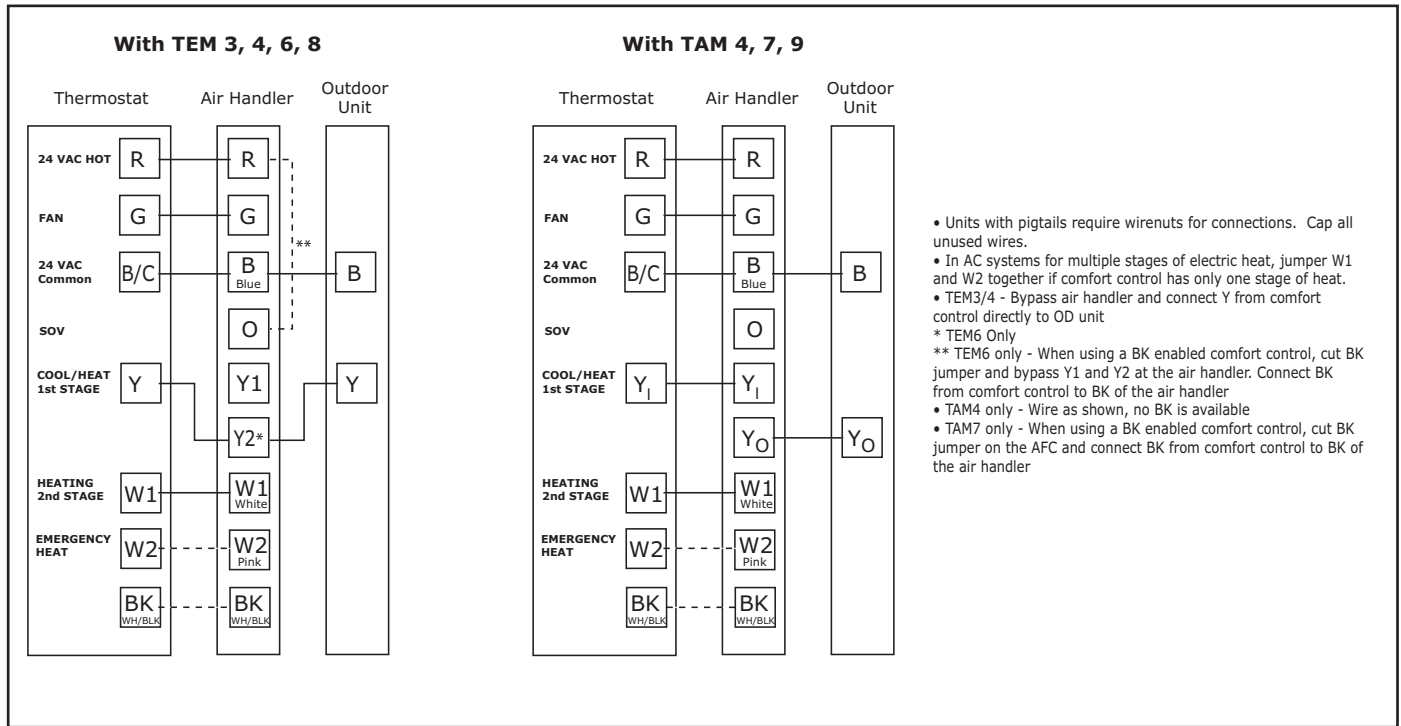 With TEM 3, 4, 6, 8
Thermostat
Air Handler
Outdoor
Unit
24 VAC HOT
R
R
FAN
G
G
**
24 VAC
Common
B/C
B
Blue
B
SOV
O
COOL/HEAT
1st STAGE
Y
Y1
Y
Y2*
HEATING
2nd STAGE
W1
W1
White
EMERGENCY
HEAT
W2
W2
Pink
BK
WH/BLK
BK
WH/BLK
With TAM 4, 7, 9
Thermostat
Air Handler
Outdoor
Unit
24 VAC HOT
R
R
FAN
G
G
24 VAC
Common
B/C
B
Blue
B
SOV
O
COOL/HEAT
1st STAGE
YI
YI
YO
YO
HEATING
2nd STAGE
W1
W1
White
EMERGENCY
HEAT
W2
W2
Pink
BK
WH/BLK
BK
WH/BLK
• Units with pigtails require wirenuts for connections. Cap all
unused wires.
• In AC systems for multiple stages of electric heat, jumper W1
and W2 together if comfort control has only one stage of heat.
• TEM3/4 - Bypass air handler and connect Y from comfort
control directly to OD unit
* TEM6 Only
** TEM6 only - When using a BK enabled comfort control, cut BK
jumper and bypass Y1 and Y2 at the air handler. Connect BK
from comfort control to BK of the air handler
• TAM4 only - Wire as shown, no BK is available
• TAM7 only - When using a BK enabled comfort control, cut BK
jumper on the AFC and connect BK from comfort control to BK of
the air handler